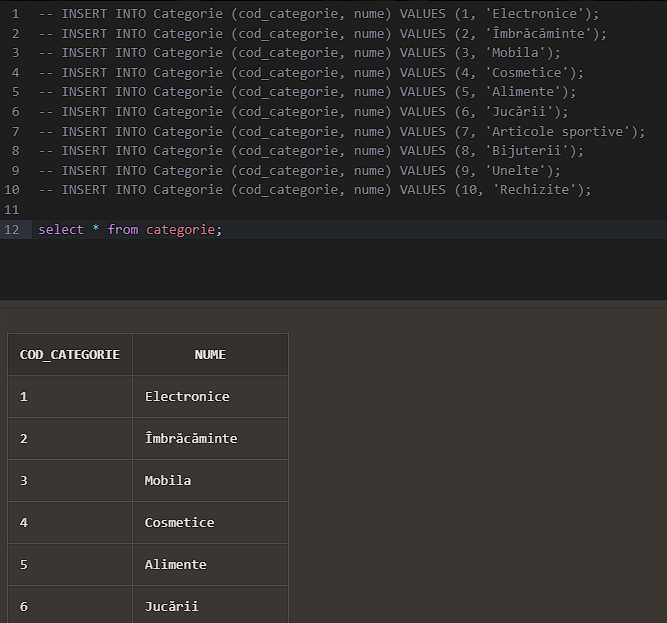 1 -- INSERT INTO Categorie (cod_categorie, nume) VALUES (1, 'Electronice');
2 -- INSERT INTO Categorie (cod_categorie, nume) VALUES (2, 'Îmbrăcăminte');
3 -- INSERT INTO Categorie (cod_categorie, nume) VALUES (3, 'Mobila');
4 -- INSERT INTO Categorie (cod_categorie, nume) VALUES (4, 'Cosmetice');
5 -- INSERT INTO Categorie (cod_categorie, nume) VALUES (5, 'Alimente');
6 -- INSERT INTO Categorie (cod_categorie, nume) VALUES (6, 'Jucării');
7 -- INSERT INTO Categorie (cod_categorie, nume) VALUES (7, 'Articole sportive');
8 -- INSERT INTO Categorie (cod_categorie, nume) VALUES (8, 'Bijuterii');
9 -- INSERT INTO Categorie (cod_categorie, nume) VALUES (9, 'Unelte');
10 -- INSERT INTO Categorie (cod_categorie, nume) VALUES (10, 'Rechizite');
11
12 select * from categorie;
COD_CATEGORIE NUME
1 Electronice
2 Îmbrăcăminte
3 Mobila
4 Cosmetice
5 Alimente
6 Jucării